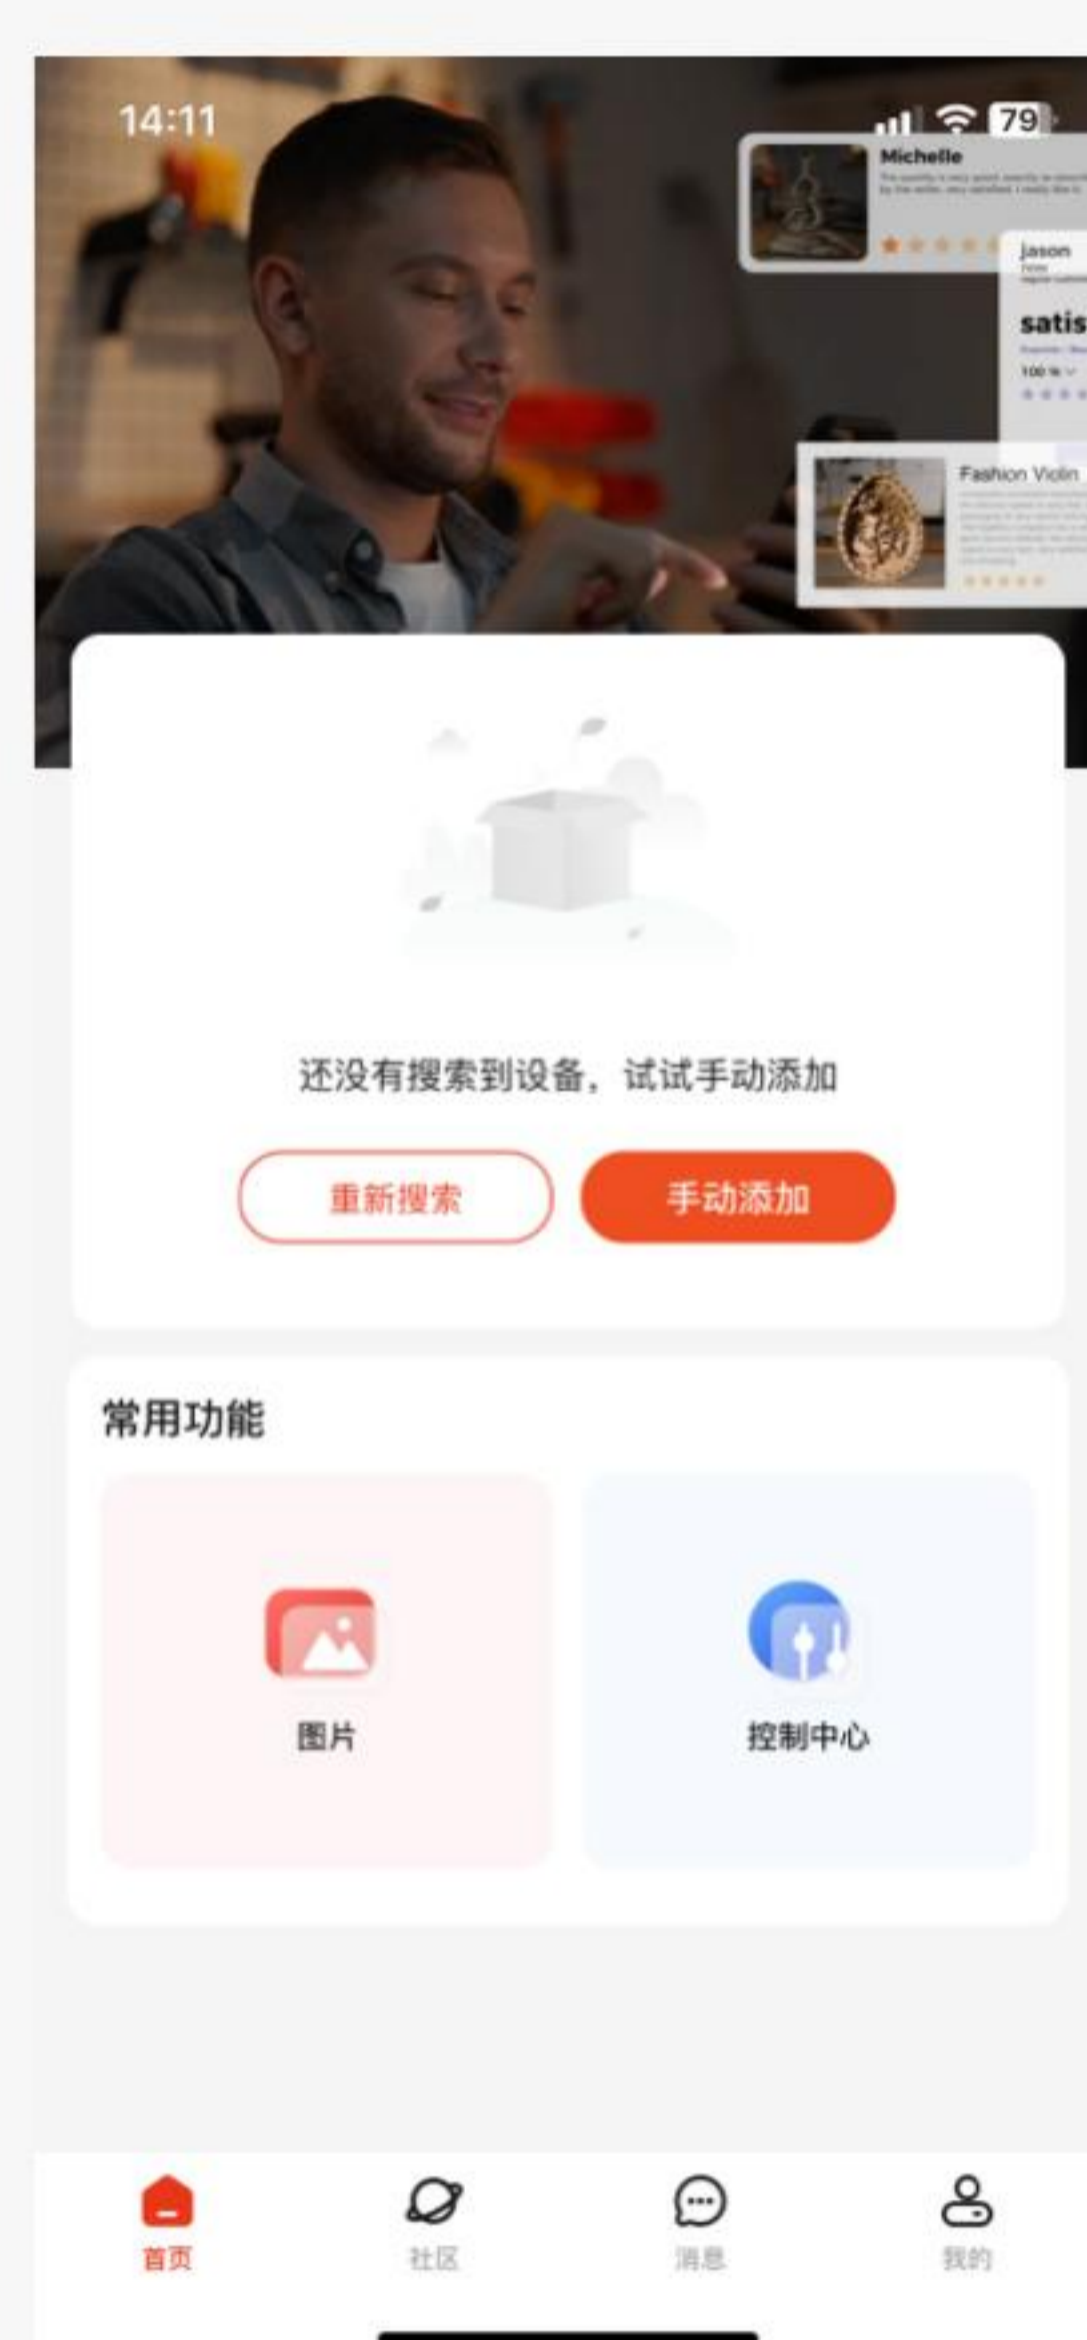 14:11
79
Michelle
jason
satis
100 %
Fashion Violin
还没有搜索到设备，试试手动添加
重新搜索
手动添加
常用功能
图片
控制中心
首页
社区
消息
我的